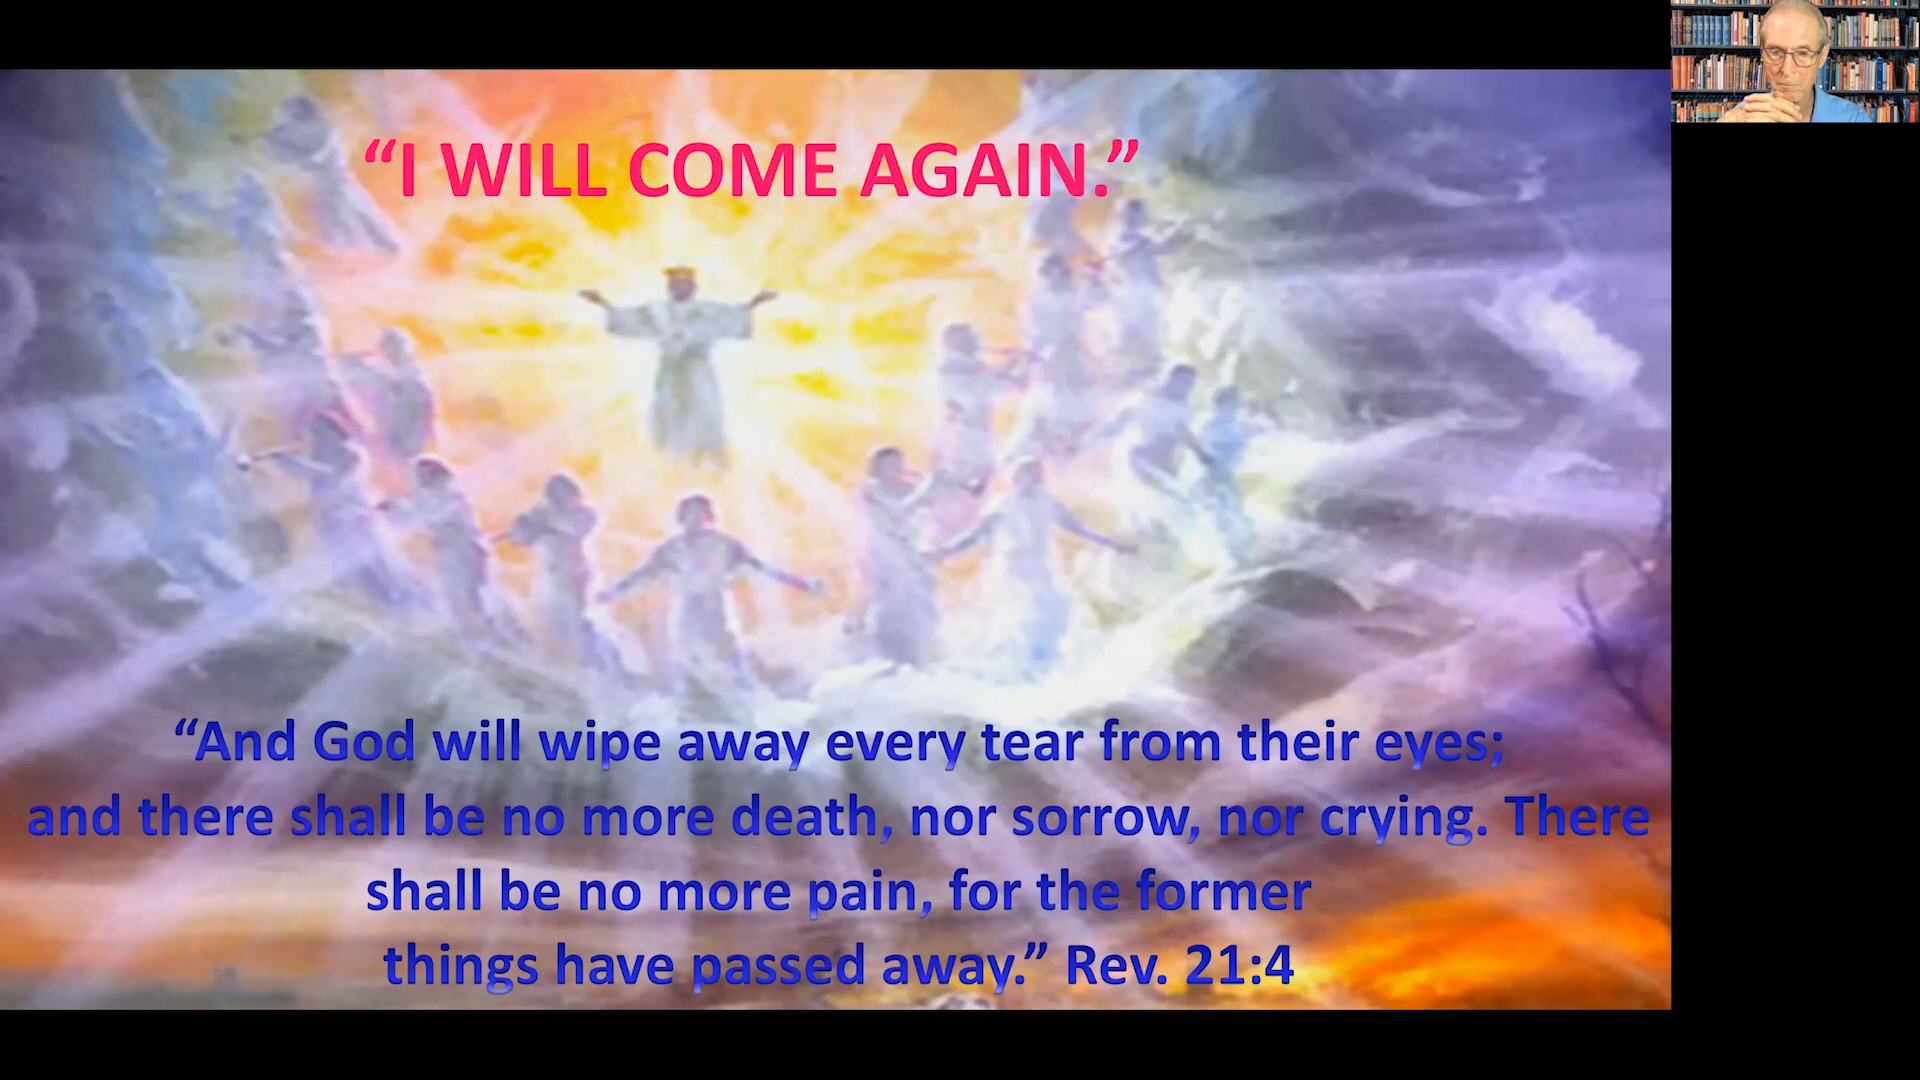 “I WILL COME AGAIN.”
“And God will wipe away every tear from their eyes;
and there shall be no more death, nor sorrow, nor crying. There
shall be no more pain, for the former
things have passed away.” Rev. 21:4